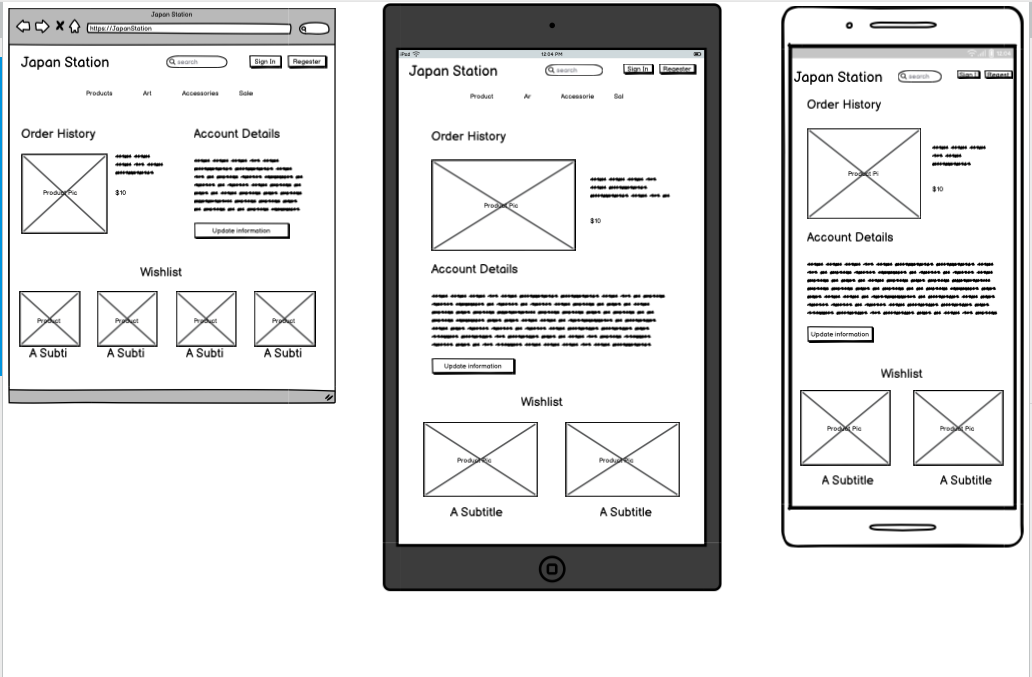 Japan Station
https://JapanStation
Japan Station
search
Sign In
Regester
Products Art Accessories Sale
Order History
Product Pic
$10
Account Details
Update information
Wishlist
Product Product Product Product
A Subti A Subti A Subti A Subti
iPad 12:04 PM
Japan Station
search
Sign In
Regester
Product Ar Accessorie Sal
Order History
Product Pic
$10
Account Details
Update information
Wishlist
Product Pic Product Pic
A Subtitle A Subtitle
Japan Station
search
Sign I
Regest
Order History
Product Pi
$10
Account Details
Update information
Wishlist
Product Pic Product Pic
A Subtitle A Subtitle